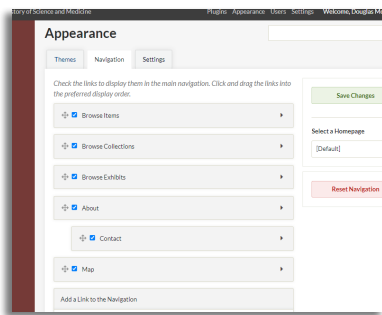 tory of Science and Medicine
Plugins Appearance Users Settings Welcome, Douglas
Appearance
Themes Navigation Settings
Check the links to display them in the main navigation. Click and drag the links into
the preferred display order.
Save Changes
Browse Items
Select a Homepage
Browse Collections
[Default]
Browse Exhibits
Reset Navigation
About
Contact
Map
Add a Link to the Navigation